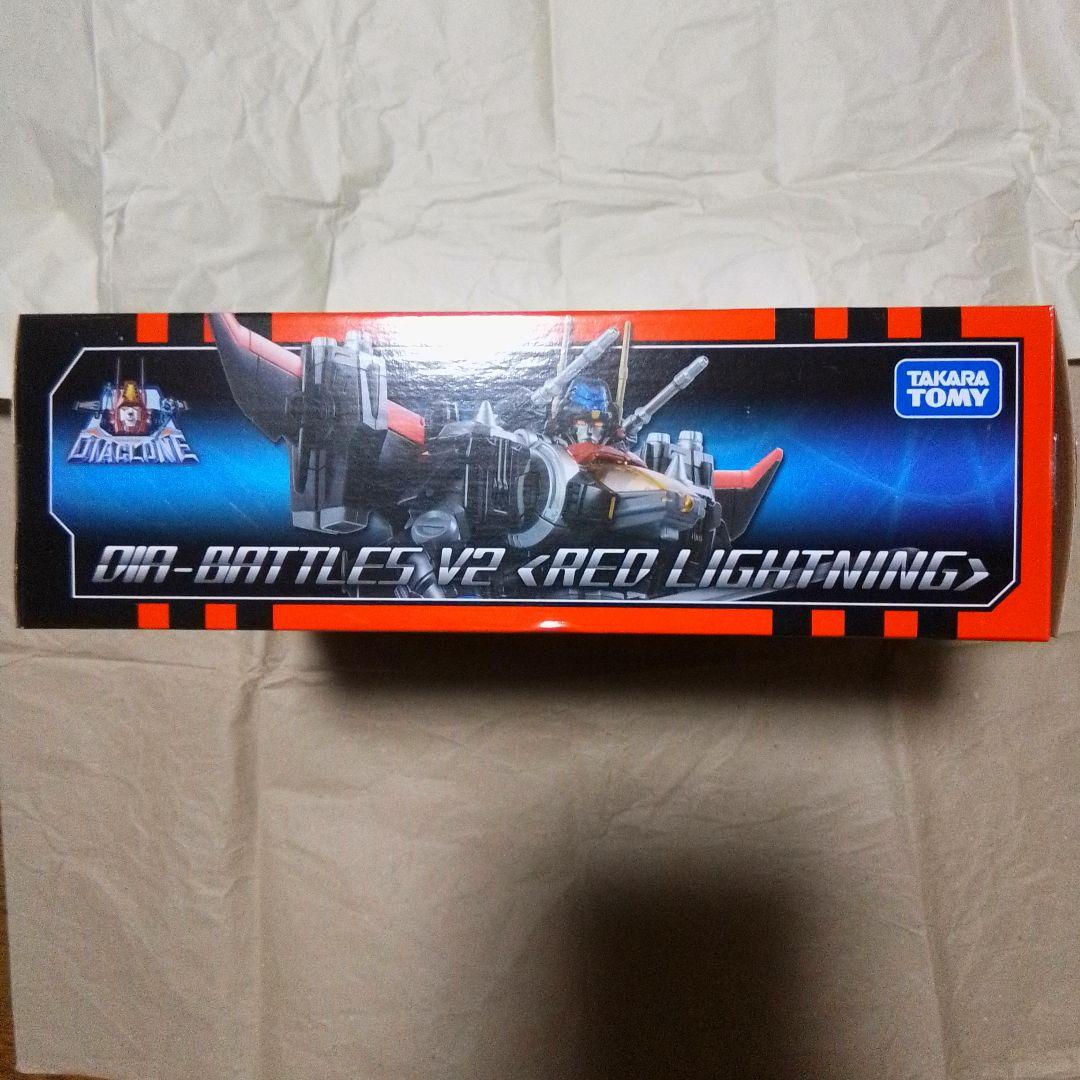 DIACLONE
TAKARA
TOMY
DIA-BATTLES V2 <RED LIGHTNING>